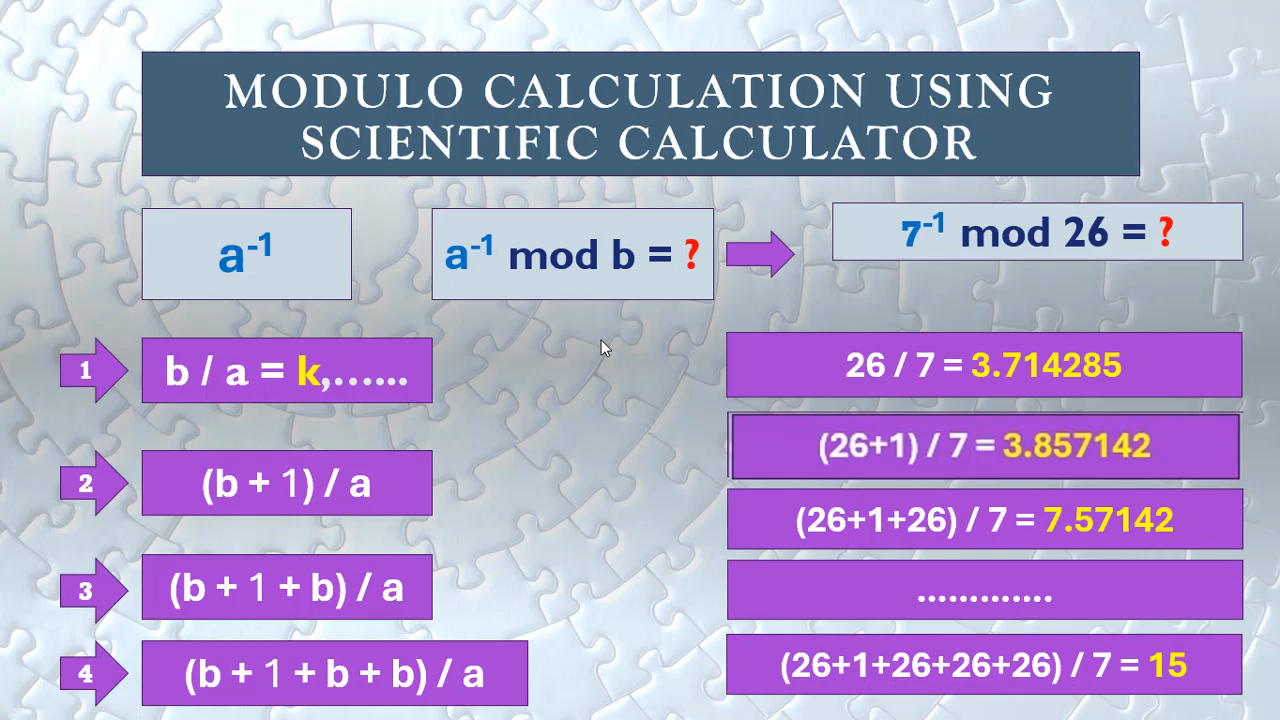 MODULO CALCULATION USING
SCIENTIFIC CALCULATOR
a⁻¹
a⁻¹ mod b = ?
7⁻¹ mod 26 = ?
1
b / a = k,…...
26 / 7 = 3.714285
2
(b + 1) / a
(26+1) / 7 = 3.857142
(26+1+26) / 7 = 7.57142
3
(b + 1 + b) / a
………….
4
(b + 1 + b + b) / a
(26+1+26+26+26) / 7 = 15